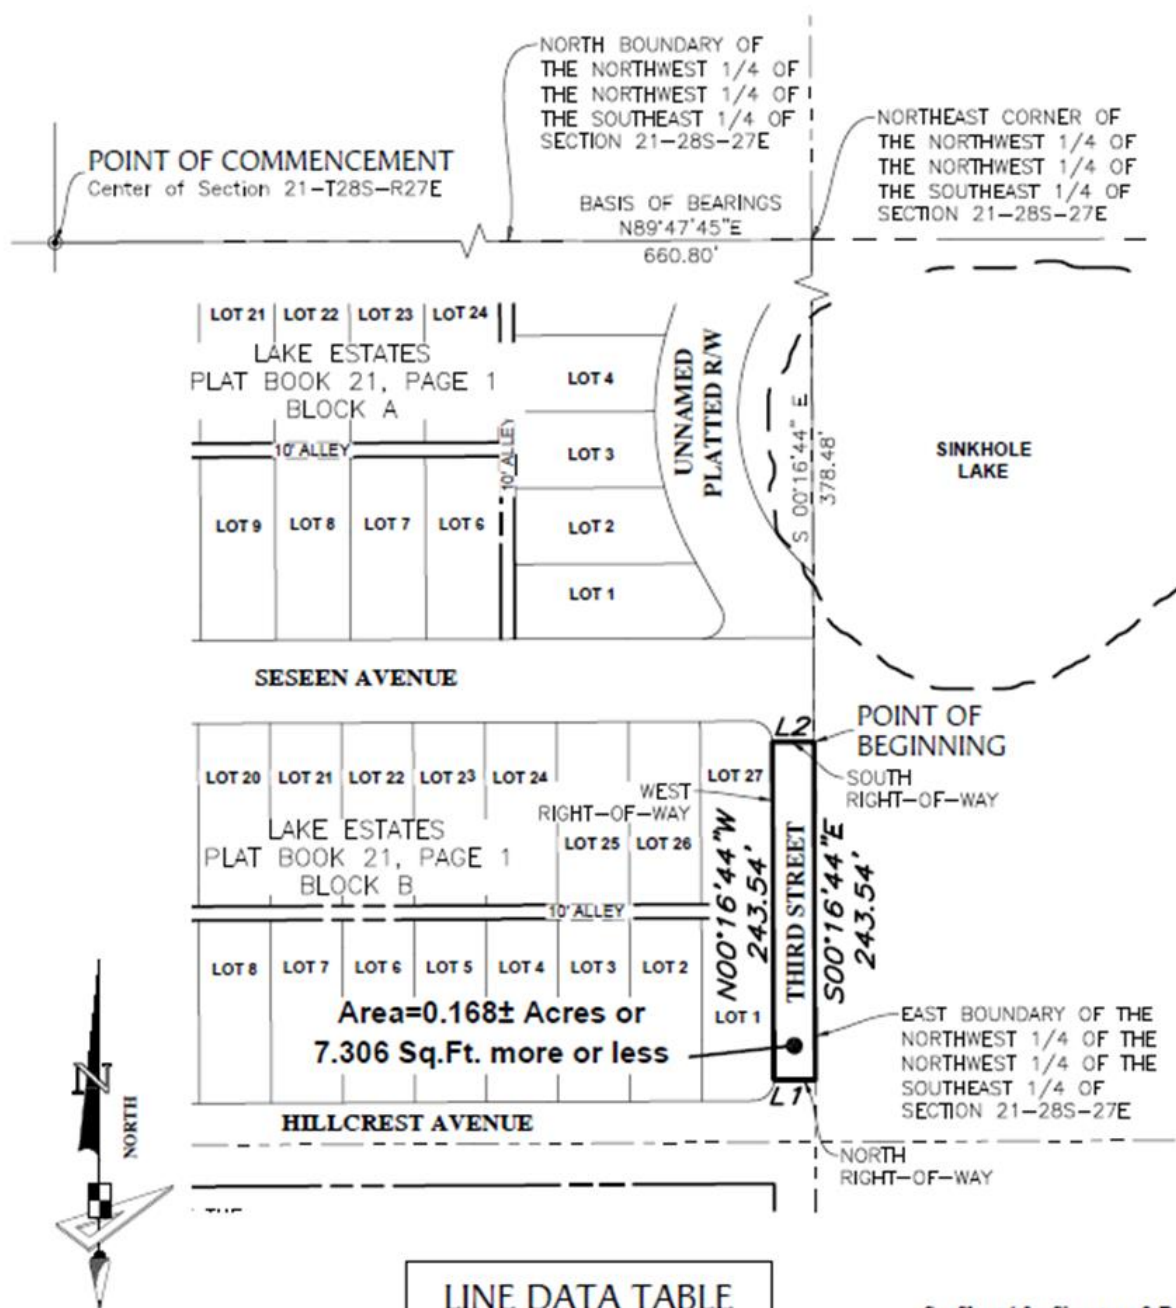 NORTH BOUNDARY OF
THE NORTHWEST 1/4 OF
THE NORTHWEST 1/4 OF
THE SOUTHEAST 1/4 OF
SECTION 21-28S-27E
NORTHEAST CORNER OF
THE NORTHWEST 1/4 OF
THE NORTHWEST 1/4 OF
THE SOUTHEAST 1/4 OF
SECTION 21-28S-27E
POINT OF COMMENCEMENT
Center of Section 21-T28S-R27E
BASIS OF BEARINGS
N89°47'45"E
660.80'
LOT 21
LOT 22
LOT 23
LOT 24
LAKE ESTATES
PLAT BOOK 21, PAGE 1
BLOCK A
10' ALLEY
10' ALLEY
LOT 9
LOT 8
LOT 7
LOT 6
LOT 4
LOT 3
LOT 2
LOT 1
UNNAMED
PLATTED R/W
S 00°16'44" E
378.48'
SINKHOLE
LAKE
SESEEN AVENUE
L2
POINT OF
BEGINNING
SOUTH
RIGHT-OF-WAY
LOT 20
LOT 21
LOT 22
LOT 23
LOT 24
LOT 27
WEST
RIGHT-OF-WAY
LOT 25
LOT 26
LAKE ESTATES
PLAT BOOK 21, PAGE 1
BLOCK B
10' ALLEY
N00°16'44"W
243.54'
THIRD STREET
S00°16'44"E
243.54'
LOT 8
LOT 7
LOT 6
LOT 5
LOT 4
LOT 3
LOT 2
LOT 1
Area=0.168± Acres or
7.306 Sq.Ft. more or less
EAST BOUNDARY OF THE
NORTHWEST 1/4 OF THE
NORTHWEST 1/4 OF THE
SOUTHEAST 1/4 OF
SECTION 21-28S-27E
L1
HILLCREST AVENUE
NORTH
RIGHT-OF-WAY
N
NORTH
LINE DATA TABLE